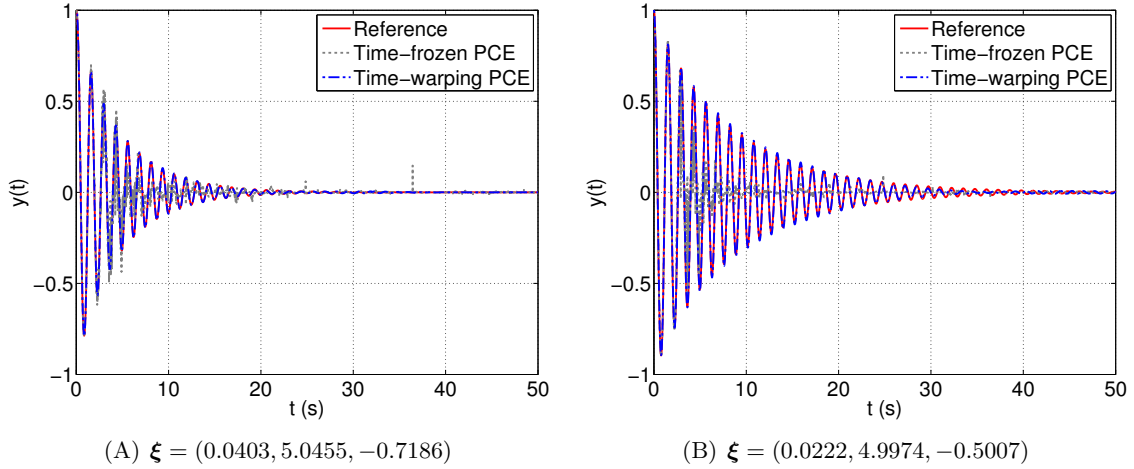 1
0.5
0
−0.5
−1
0
10
20
30
40
50
y(t)
t (s)
Reference
Time−frozen PCE
Time−warping PCE
(A) ξ = (0.0403, 5.0455, −0.7186)
1
0.5
0
−0.5
−1
0
10
20
30
40
50
y(t)
t (s)
Reference
Time−frozen PCE
Time−warping PCE
(B) ξ = (0.0222, 4.9974, −0.5007)